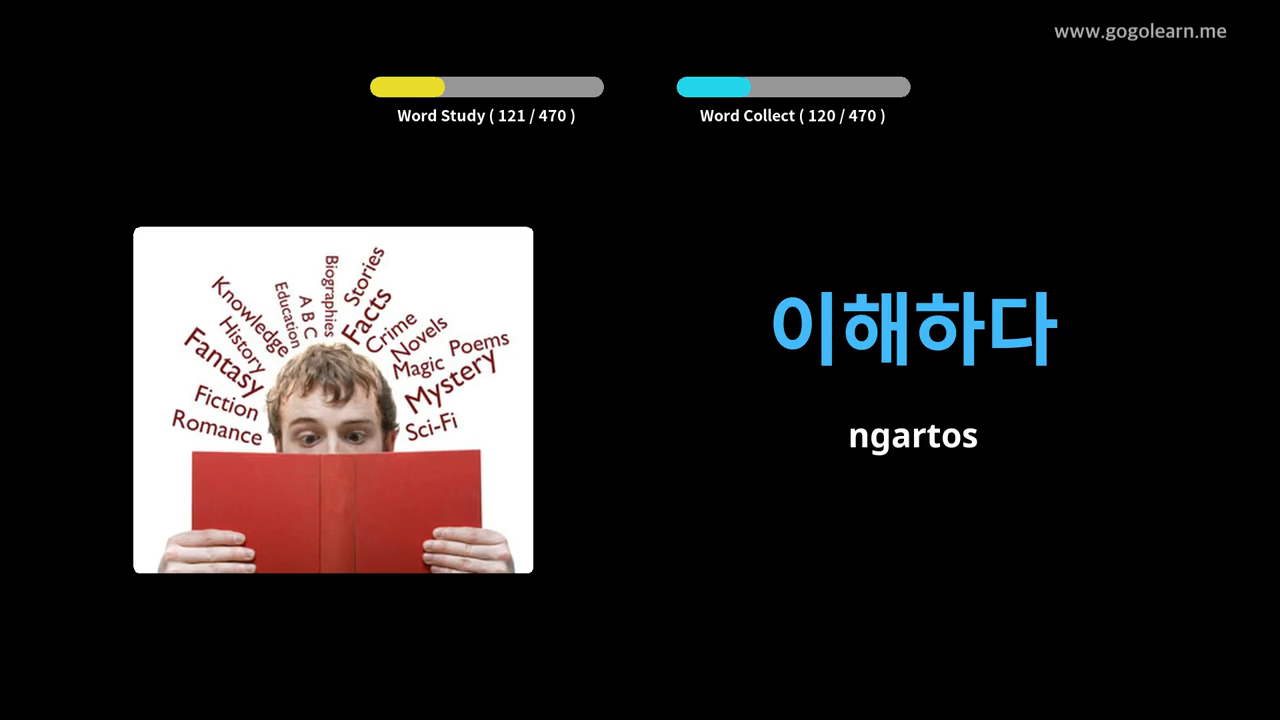 www.gogolearn.me
Word Study ( 121 / 470 )
Word Collect ( 120 / 470 )
Biographies
Stories
Education
A B C
Facts
Knowledge
Crime
History
Novels
Fantasy
Magic
Poems
Mystery
Fiction
Romance
Sci-Fi
이해하다
ngartos